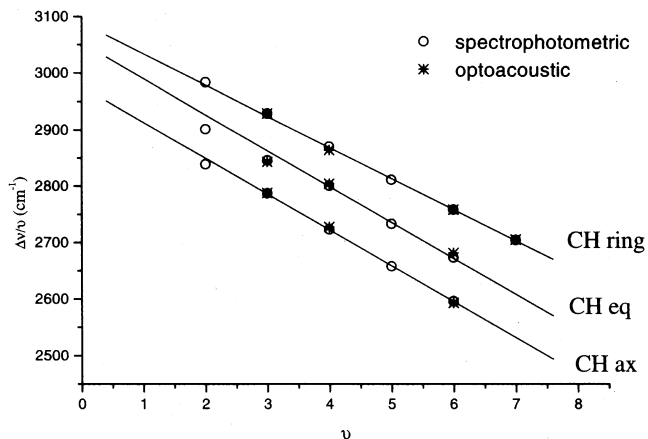 3100
3000
2900
2800
2700
2600
2500
Δν/υ (cm⁻¹)
spectrophotometric
optoacoustic
CH ring
CH eq
CH ax
0 1 2 3 4 5 6 7 8
υ